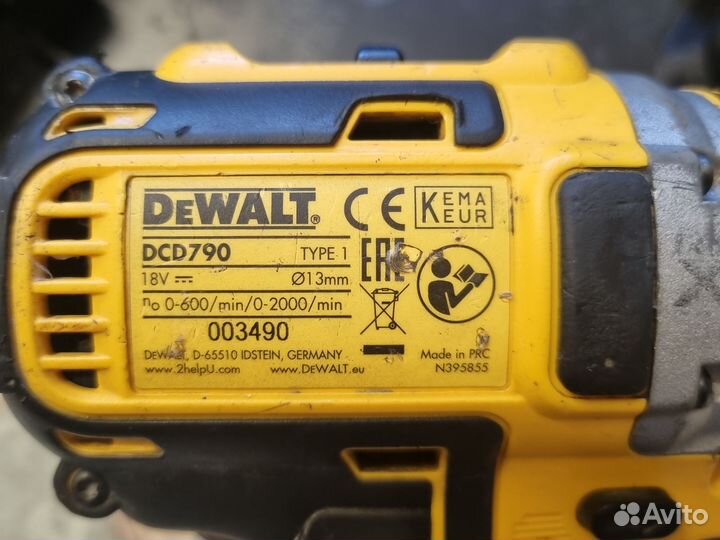 DEWALT®
CE
KEMA
KEUR
DCD790 TYPE 1
EAC
18V ⎓ Ø13mm
n₀ 0-600/min/0-2000/min
003490
DEWALT, D-65510 IDSTEIN, GERMANY
www.2helpU.com www.DEWALT.eu
Made in PRC
N395855
Avito